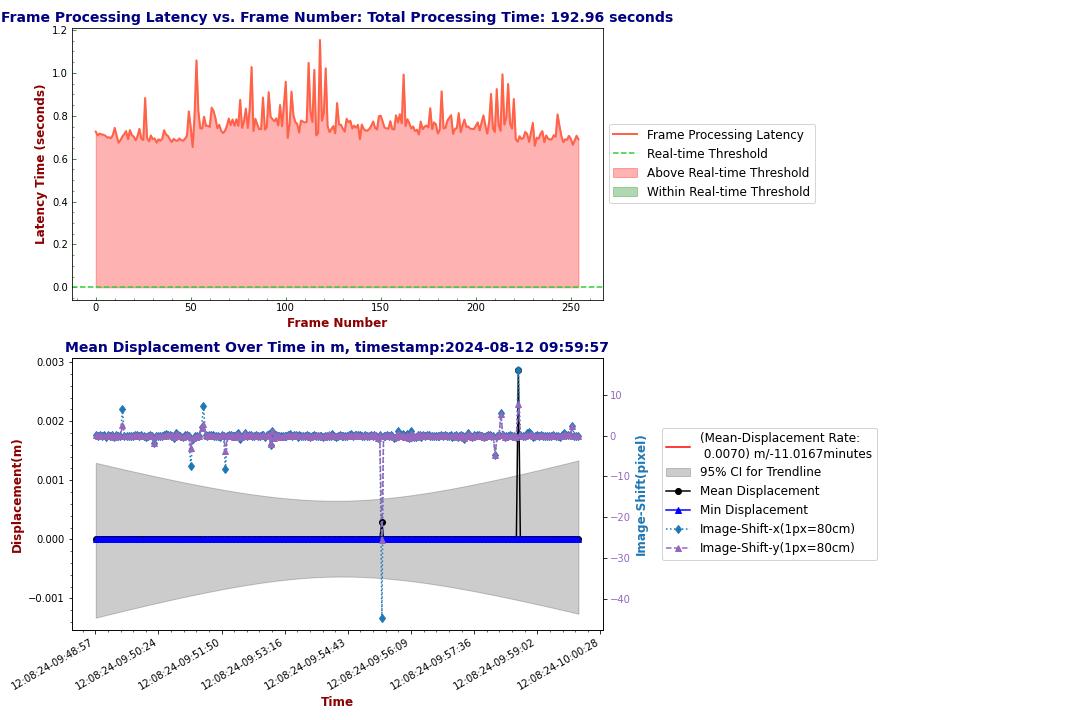 Frame Processing Latency vs. Frame Number: Total Processing Time: 192.96 seconds
1.2
1.0
0.8
0.6
0.4
0.2
0.0
Latency Time (seconds)
0 50 100 150 200 250
Frame Number
Frame Processing Latency
Real-time Threshold
Above Real-time Threshold
Within Real-time Threshold
Mean Displacement Over Time in m, timestamp:2024-08-12 09:59:57
0.003
0.002
0.001
0.000
−0.001
Displacement(m)
10
0
−10
−20
−30
−40
Image-Shift(pixel)
(Mean-Displacement Rate:
0.0070) m/-11.0167minutes
95% CI for Trendline
Mean Displacement
Min Displacement
Image-Shift-x(1px=80cm)
Image-Shift-y(1px=80cm)
12:08:24-09:48:57
12:08:24-09:50:24
12:08:24-09:51:50
12:08:24-09:53:16
12:08:24-09:54:43
12:08:24-09:56:09
12:08:24-09:57:36
12:08:24-09:59:02
12:08:24-10:00:28
Time